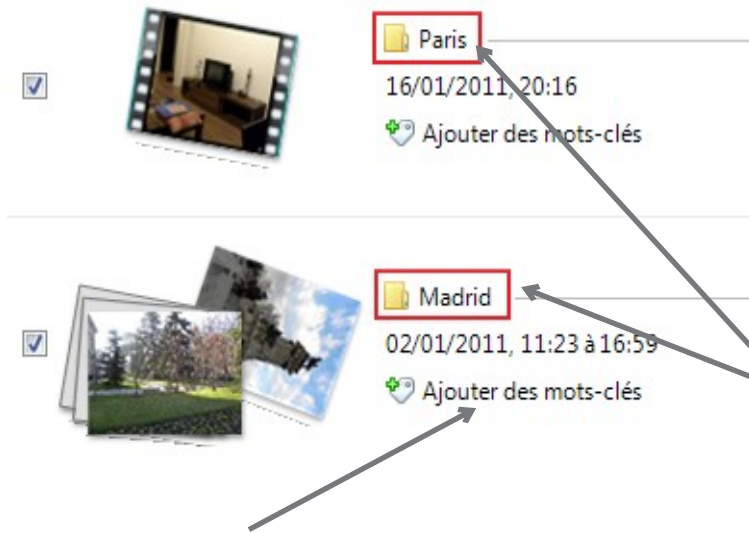 Paris
16/01/2011, 20:16
Ajouter des mots-clés
Madrid
02/01/2011, 11:23 à 16:59
Ajouter des mots-clés